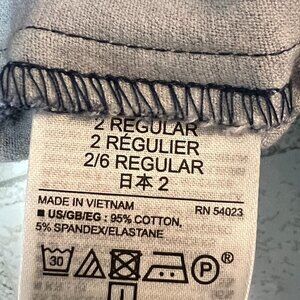 2 REGULAR
2 RÉGULIER
2/6 REGULAR
日本 2
MADE IN VIETNAM RN 54023
■ US/GB/EG: 95% COTTON,
5% SPANDEX/ELASTANE
30 P ®